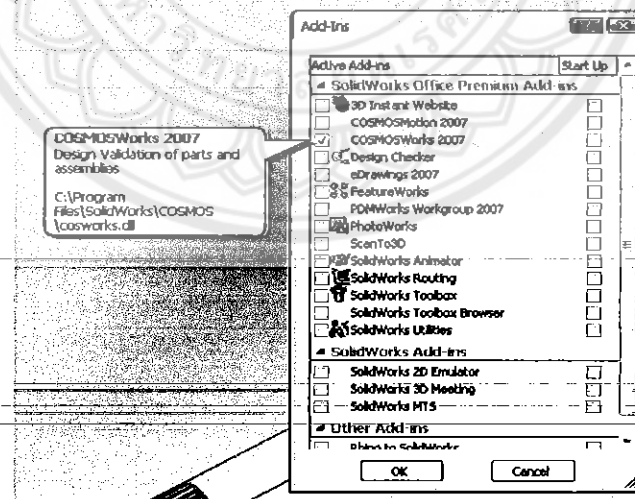 Add-Ins
Active Add-ins
Start Up
SolidWorks Office Premium Add-ins
3D Instant Website
COSMOSMotion 2007
COSMOSWorks 2007
Design Checker
eDrawings 2007
FeatureWorks
PDMWorks Workgroup 2007
PhotoWorks
ScanTo3D
SolidWorks Animator
SolidWorks Routing
SolidWorks Toolbox
SolidWorks Toolbox Browser
SolidWorks Utilities
SolidWorks Add-ins
SolidWorks 2D Emulator
SolidWorks 3D Meeting
SolidWorks MTS
Other Add-ins
Rhino to SolidWorks
OK
Cancel
COSMOSWorks 2007
Design Validation of parts and
assemblies
C:\Program
Files\SolidWorks\COSMOS
\cosworks.dll